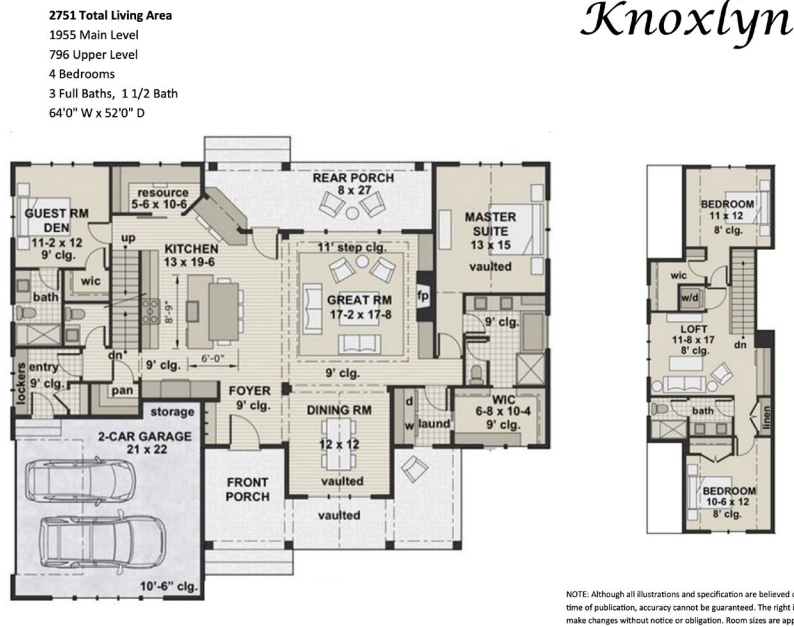 2751 Total Living Area
1955 Main Level
796 Upper Level
4 Bedrooms
3 Full Baths, 1 1/2 Bath
64'0" W x 52'0" D
Knoxlyn
resource
5-6 x 10-6
REAR PORCH
8 x 27
GUEST RM
DEN
11-2 x 12
9' clg.
up
KITCHEN
13 x 19-6
11' step clg.
MASTER
SUITE
13 x 15
vaulted
bath
wic
8'-9"
GREAT RM
17-2 x 17-8
fp
9' clg.
dn
9' clg.
6'-0"
9' clg.
lockers
entry
9' clg.
pan
FOYER
9' clg.
storage
DINING RM
12 x 12
vaulted
d
w
laund
WIC
6-8 x 10-4
9' clg.
2-CAR GARAGE
21 x 22
FRONT
PORCH
vaulted
10'-6" clg.
BEDROOM
11 x 12
8' clg.
wic
w/d
LOFT
11-8 x 17
8' clg.
dn
bath
linen
BEDROOM
10-6 x 12
8' clg.
NOTE: Although all illustrations and specification are believed
time of publication, accuracy cannot be guaranteed. The right
make changes without notice or obligation. Room sizes are